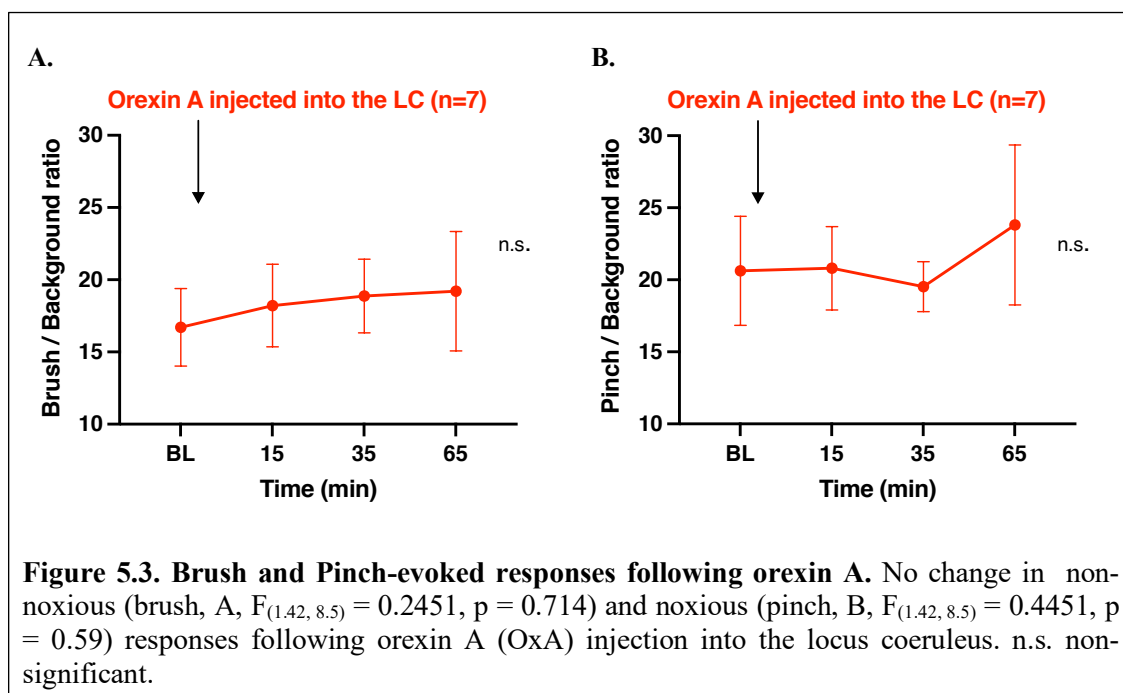 A.
Orexin A injected into the LC (n=7)
30
25
20
15
10
Brush / Background ratio
n.s.
BL 15 35 65
Time (min)
B.
Orexin A injected into the LC (n=7)
30
25
20
15
10
Pinch / Background ratio
n.s.
BL 15 35 65
Time (min)
Figure 5.3. Brush and Pinch-evoked responses following orexin A. No change in non-
noxious (brush, A, F(1.42, 8.5) = 0.2451, p = 0.714) and noxious (pinch, B, F(1.42, 8.5) = 0.4451, p
= 0.59) responses following orexin A (OxA) injection into the locus coeruleus. n.s. non-
significant.